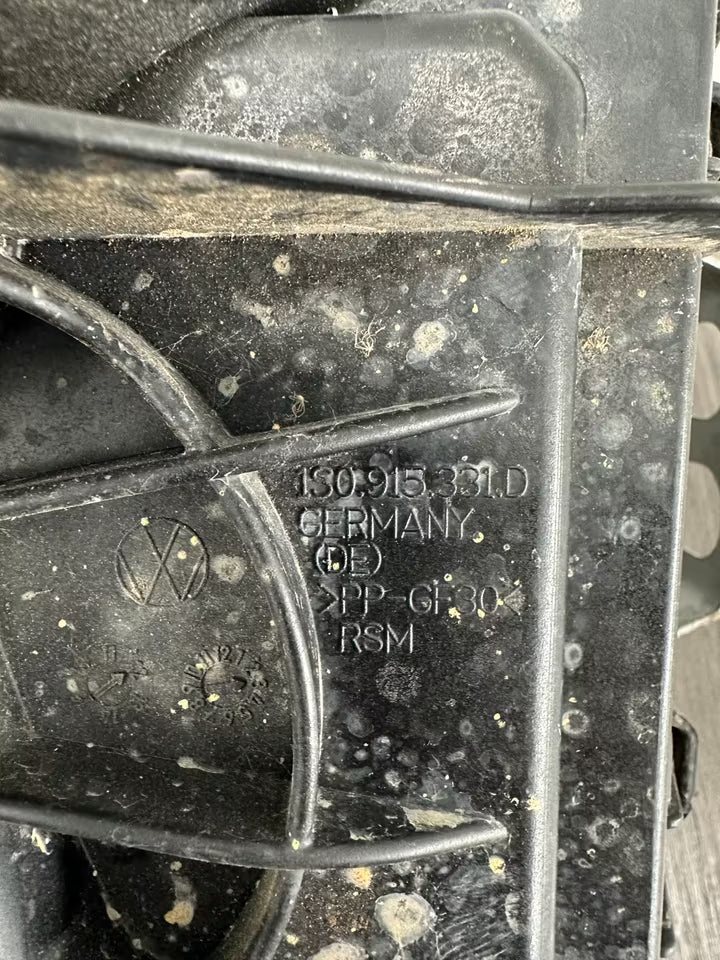 1S0.915.331.D
GERMANY
(DE)
>PP-GF30<
RSM